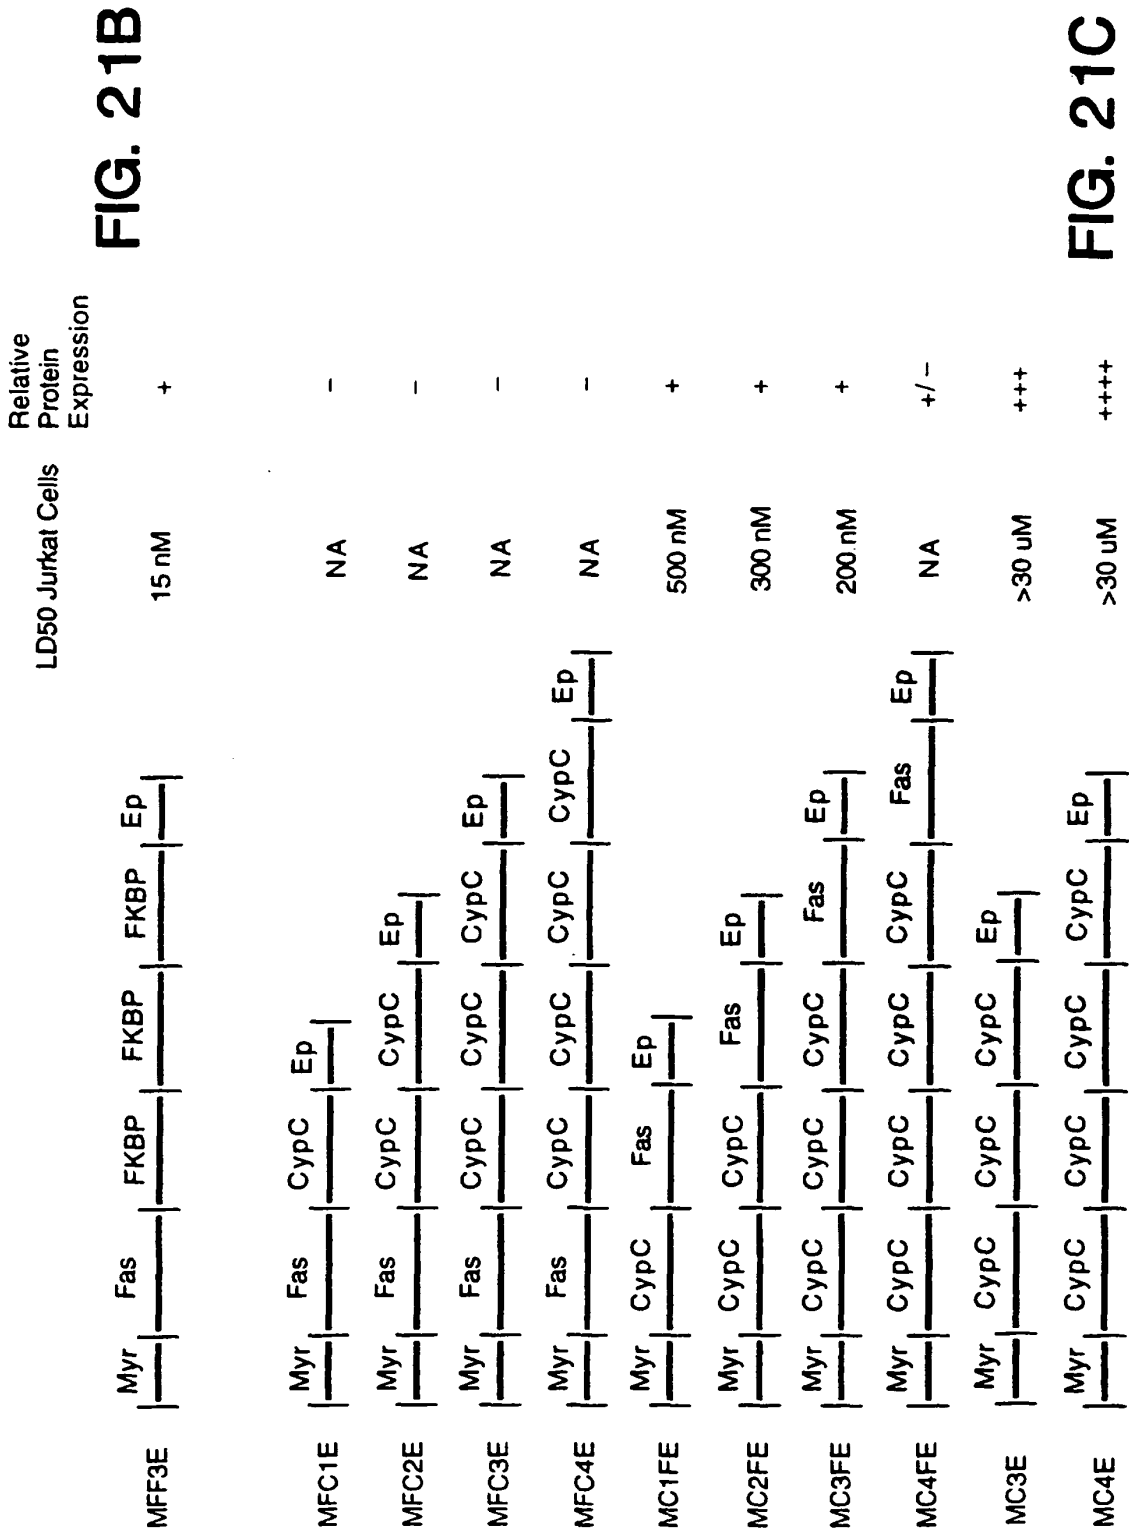 FIG. 21B
Relative
Protein
Expression
LD50 Jurkat Cells
MFF3E Myr Fas FKBP FKBP FKBP Ep 15 nM +
MFC1E Myr Fas CypC Ep NA –
MFC2E Myr Fas CypC CypC Ep NA –
MFC3E Myr Fas CypC CypC CypC Ep NA –
MFC4E Myr Fas CypC CypC CypC CypC Ep NA –
MC1FE Myr CypC Fas Ep 500 nM +
MC2FE Myr CypC CypC Fas Ep 300 nM +
MC3FE Myr CypC CypC CypC Fas Ep 200 nM +
MC4FE Myr CypC CypC CypC CypC Fas Ep NA +/–
MC3E Myr CypC CypC CypC Ep >30 uM +++
MC4E Myr CypC CypC CypC CypC Ep >30 uM ++++
FIG. 21C